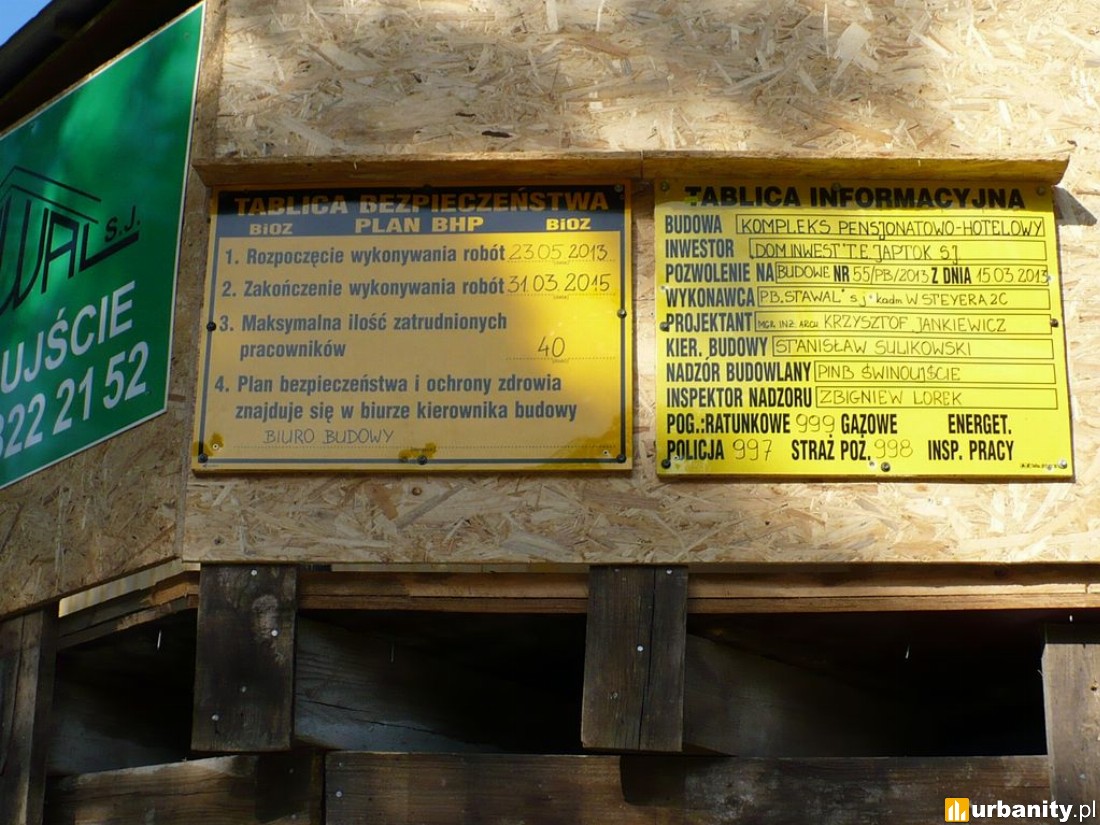 WAL S.J.
UJŚCIE
322 21 52
TABLICA BEZPIECZEŃSTWA
BIOZ PLAN BHP BIOZ
1. Rozpoczęcie wykonywania robót 23.05.2013
2. Zakończenie wykonywania robót 31.03.2015
3. Maksymalna ilość zatrudnionych
pracowników 40
4. Plan bezpieczeństwa i ochrony zdrowia
znajduje się w biurze kierownika budowy
BIURO BUDOWY
TABLICA INFORMACYJNA
BUDOWA KOMPLEKS PENSJONATOWO-HOTELOWY
INWESTOR "DOM INWEST" T.E. JAPTOK S.J
POZWOLENIE NA BUDOWE NR 55/PB/2013 Z DNIA 15.03.2013
WYKONAWCA P.B. STAWAL" s.j. kadm W STEYERA 2C
PROJEKTANT MGR INŻ. ARCH KRZYSZTOF JANKIEWICZ
KIER. BUDOWY STANISŁAW SULIKOWSKI
NADZÓR BUDOWLANY PINB ŚWINOUJŚCIE
INSPEKTOR NADZORU ZBIGNIEW LOREK
POG.:RATUNKOWE 999 GAZOWE ENERGET.
POLICJA 997 STRAŻ POŻ. 998 INSP. PRACY
urbanity.pl